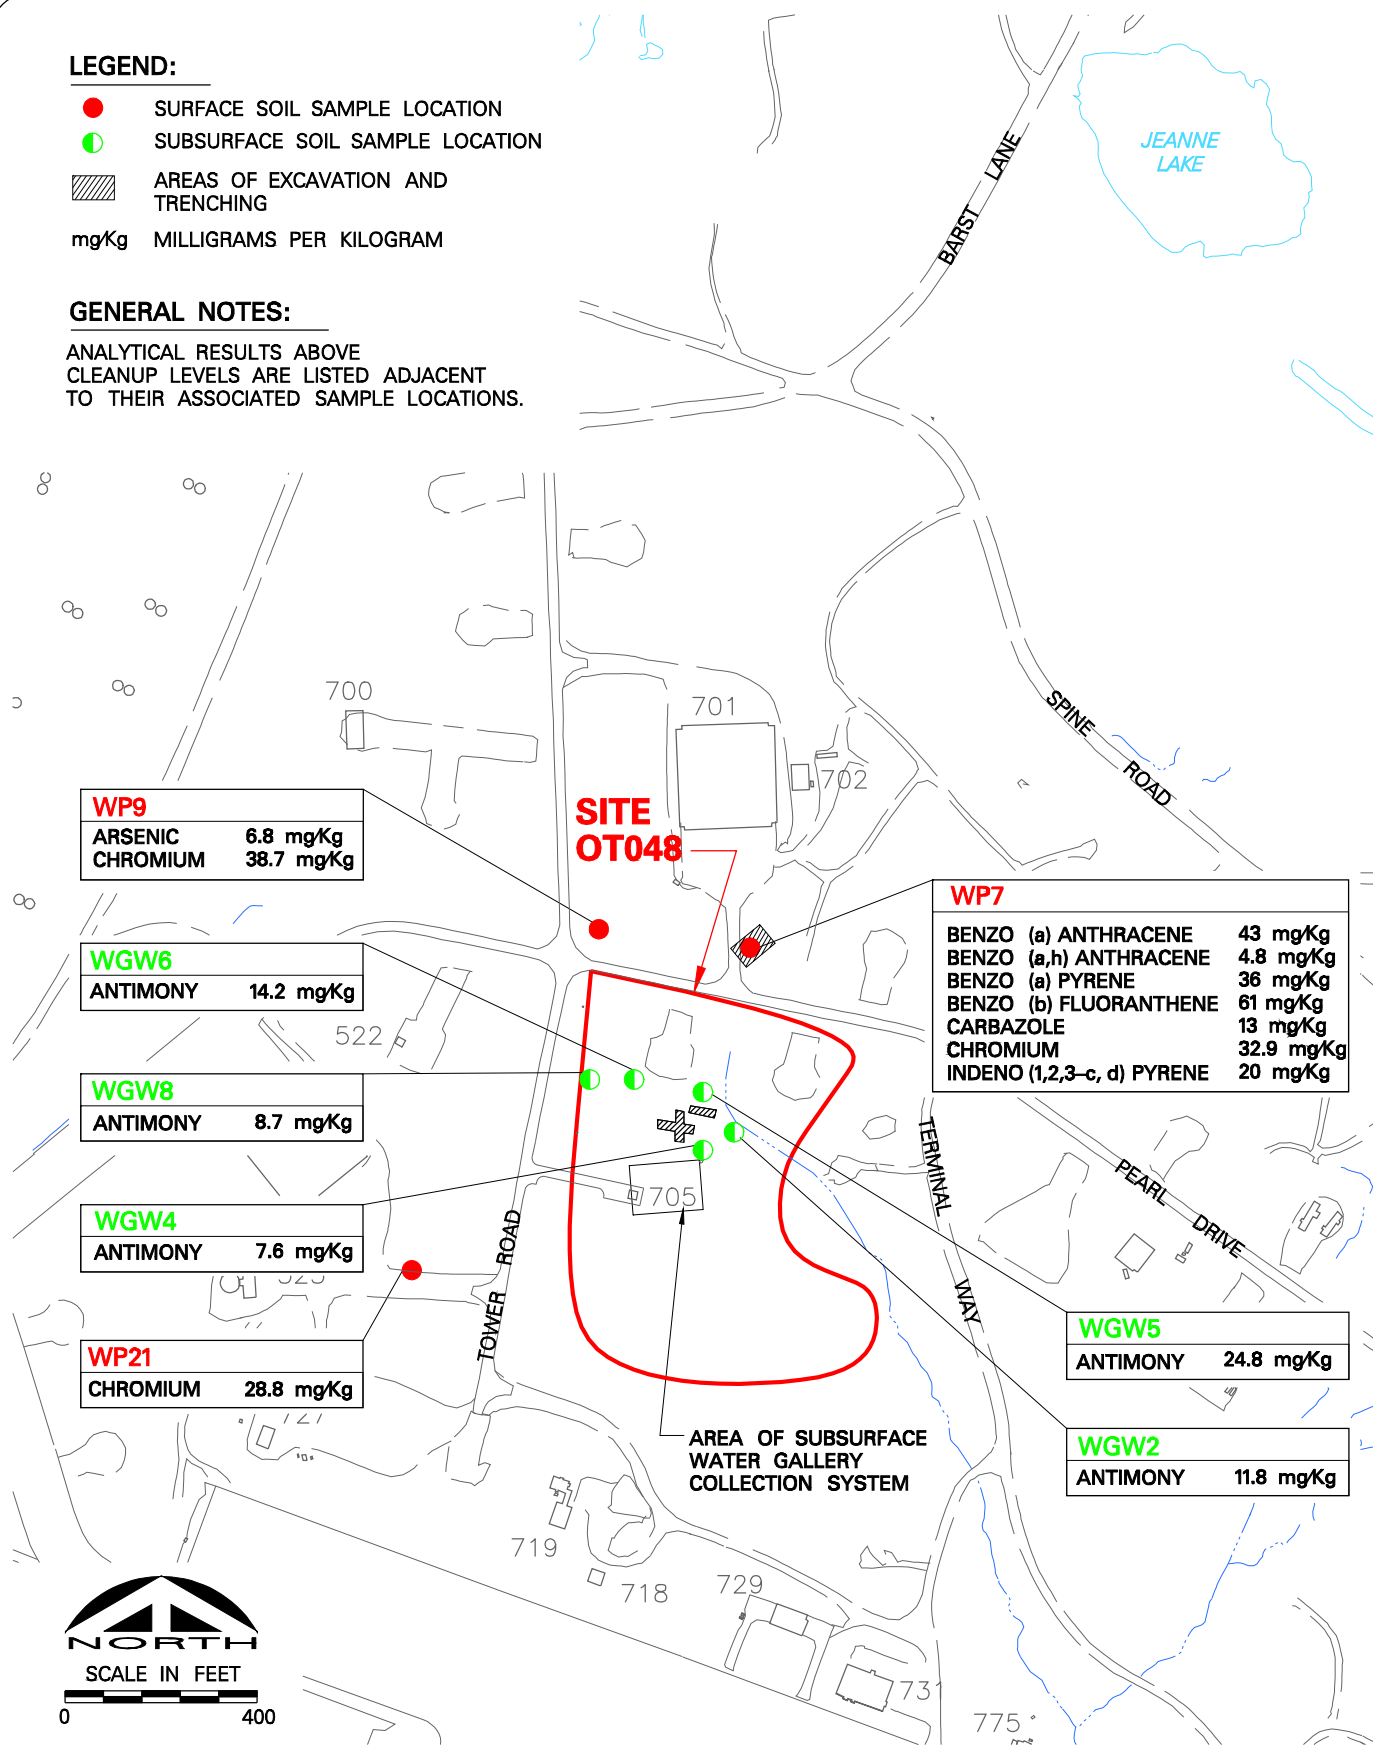 LEGEND:
SURFACE SOIL SAMPLE LOCATION
SUBSURFACE SOIL SAMPLE LOCATION
AREAS OF EXCAVATION AND
TRENCHING
mg/Kg MILLIGRAMS PER KILOGRAM
GENERAL NOTES:
ANALYTICAL RESULTS ABOVE
CLEANUP LEVELS ARE LISTED ADJACENT
TO THEIR ASSOCIATED SAMPLE LOCATIONS.
JEANNE
LAKE
BARST LANE
SPINE ROAD
700
701
702
SITE
OT048
WP9
ARSENIC 6.8 mg/Kg
CHROMIUM 38.7 mg/Kg
WP7
BENZO (a) ANTHRACENE 43 mg/Kg
BENZO (a,h) ANTHRACENE 4.8 mg/Kg
BENZO (a) PYRENE 36 mg/Kg
BENZO (b) FLUORANTHENE 61 mg/Kg
CARBAZOLE 13 mg/Kg
CHROMIUM 32.9 mg/Kg
INDENO (1,2,3-c, d) PYRENE 20 mg/Kg
WGW6
ANTIMONY 14.2 mg/Kg
522
WGW8
ANTIMONY 8.7 mg/Kg
TERMINAL WAY
PEARL DRIVE
705
WGW4
ANTIMONY 7.6 mg/Kg
523
TOWER ROAD
WP21
CHROMIUM 28.8 mg/Kg
727
WGW5
ANTIMONY 24.8 mg/Kg
WGW2
ANTIMONY 11.8 mg/Kg
AREA OF SUBSURFACE
WATER GALLERY
COLLECTION SYSTEM
719
718
729
731
775
NORTH
SCALE IN FEET
0 400